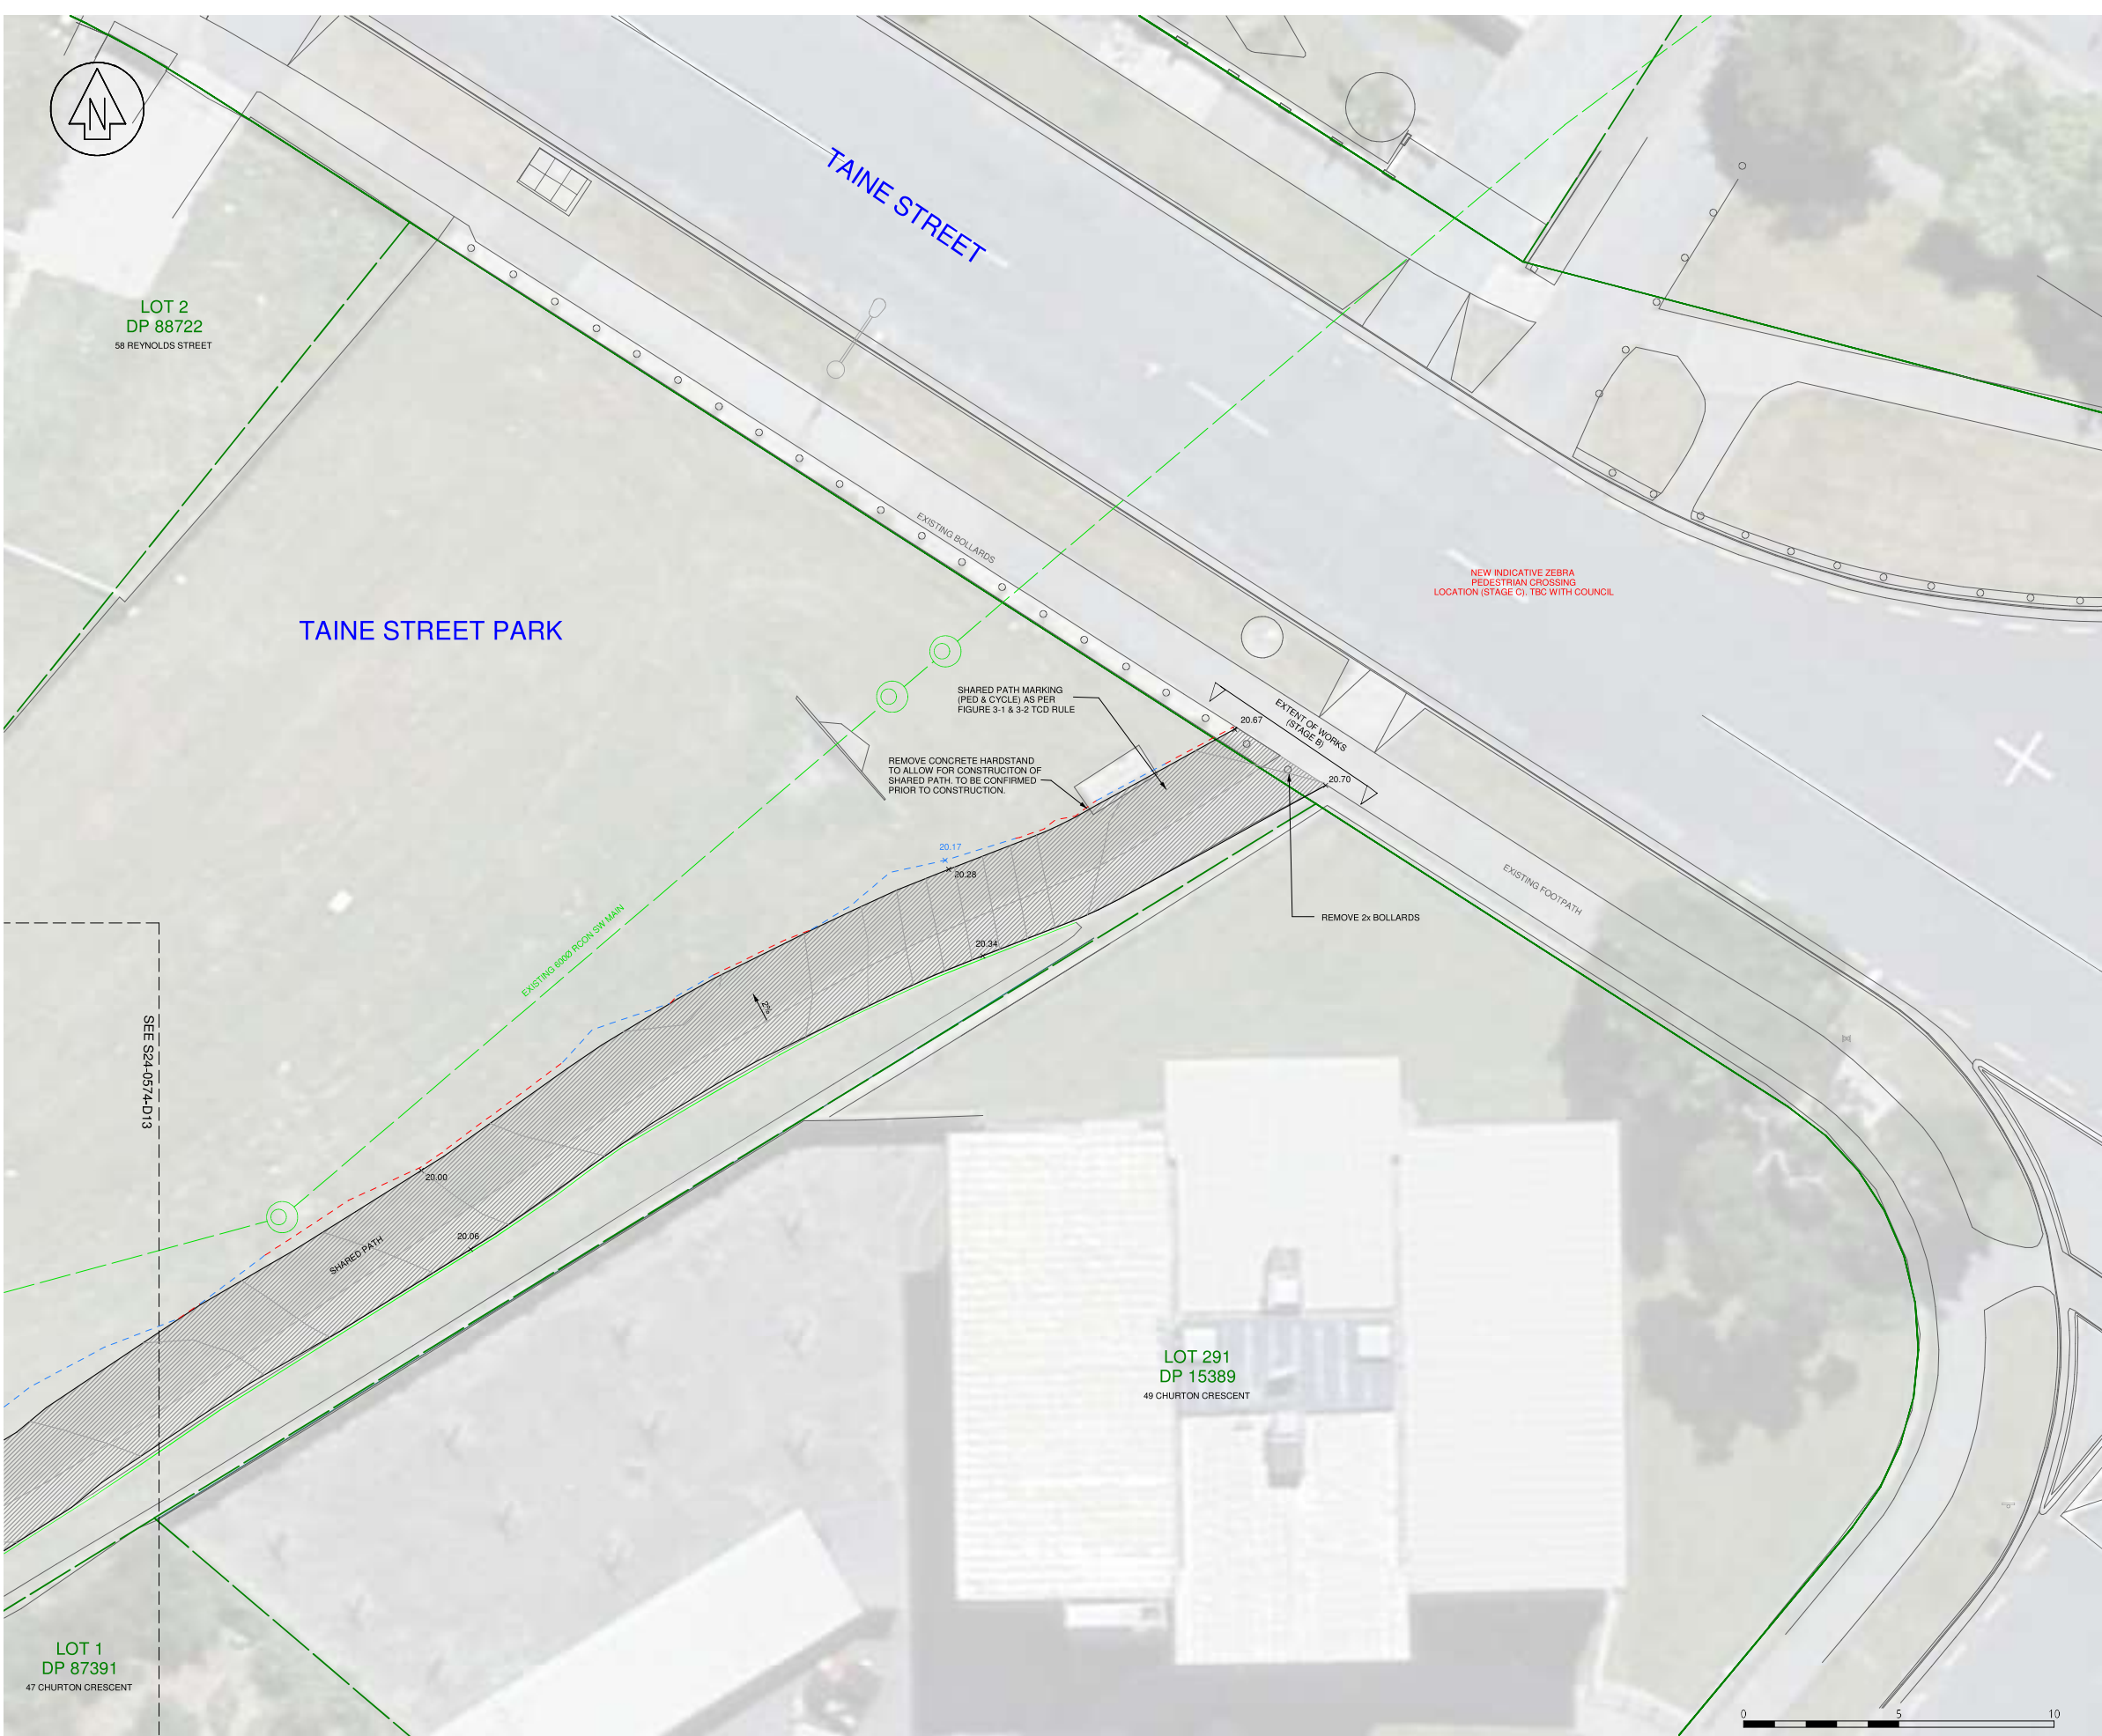 N
TAINE STREET
LOT 2
DP 88722
58 REYNOLDS STREET
EXISTING BOLLARDS
NEW INDICATIVE ZEBRA
PEDESTRIAN CROSSING
LOCATION (STAGE C). TBC WITH COUNCIL
TAINE STREET PARK
SHARED PATH MARKING
(PED & CYCLE) AS PER
FIGURE 3-1 & 3-2 TCD RULE
EXTENT OF WORKS
(STAGE B)
20.67
REMOVE CONCRETE HARDSTAND
TO ALLOW FOR CONSTRUCITON OF
SHARED PATH. TO BE CONFIRMED
PRIOR TO CONSTRUCTION.
20.70
20.17
20.28
EXISTING FOOTPATH
REMOVE 2x BOLLARDS
EXISTING 600Ø RCON SW MAIN
20.34
2%
SEE S24-0574-D13
20.00
20.06
SHARED PATH
LOT 291
DP 15389
49 CHURTON CRESCENT
LOT 1
DP 87391
47 CHURTON CRESCENT
0 5 10